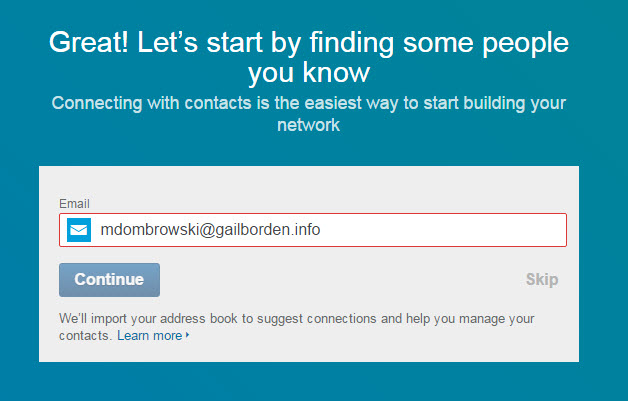 Great! Let’s start by finding some people
you know
Connecting with contacts is the easiest way to start building your
network
Email
mdombrowski@gailborden.info
Continue
Skip
We’ll import your address book to suggest connections and help you manage your
contacts. Learn more